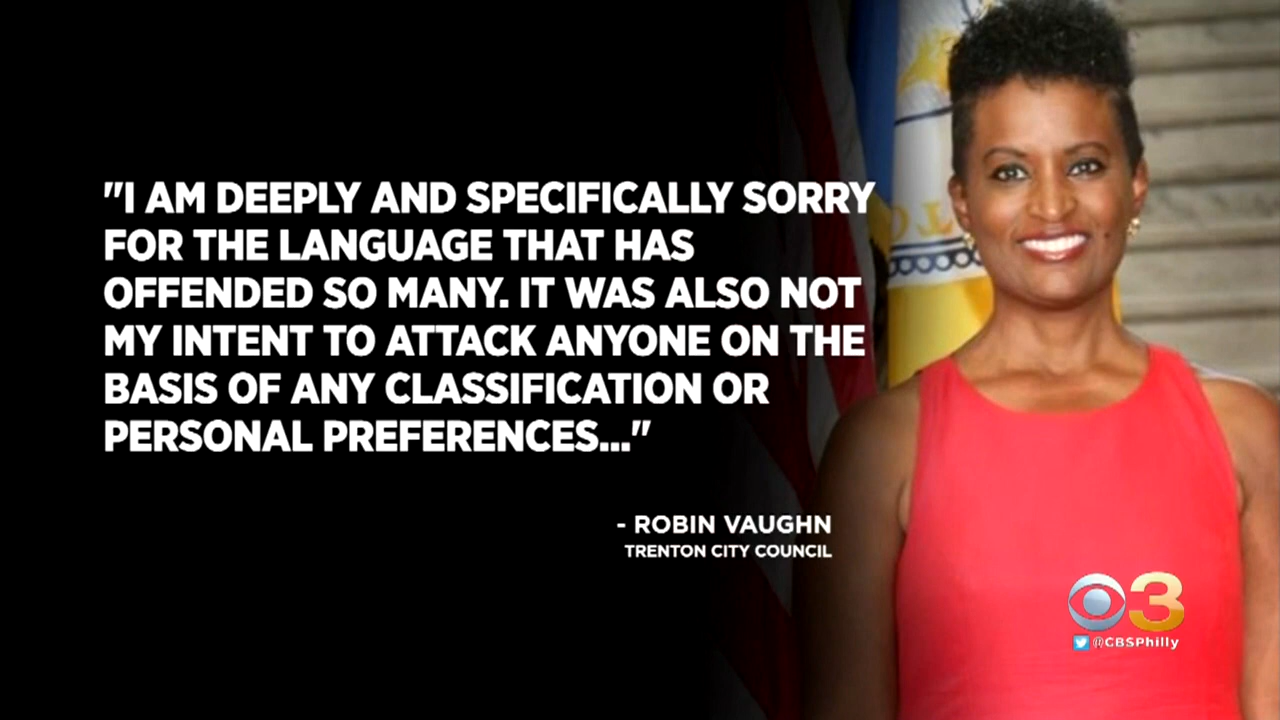 "I AM DEEPLY AND SPECIFICALLY SORRY
FOR THE LANGUAGE THAT HAS
OFFENDED SO MANY. IT WAS ALSO NOT
MY INTENT TO ATTACK ANYONE ON THE
BASIS OF ANY CLASSIFICATION OR
PERSONAL PREFERENCES..."
- ROBIN VAUGHN
TRENTON CITY COUNCIL
3
@CBSPhilly